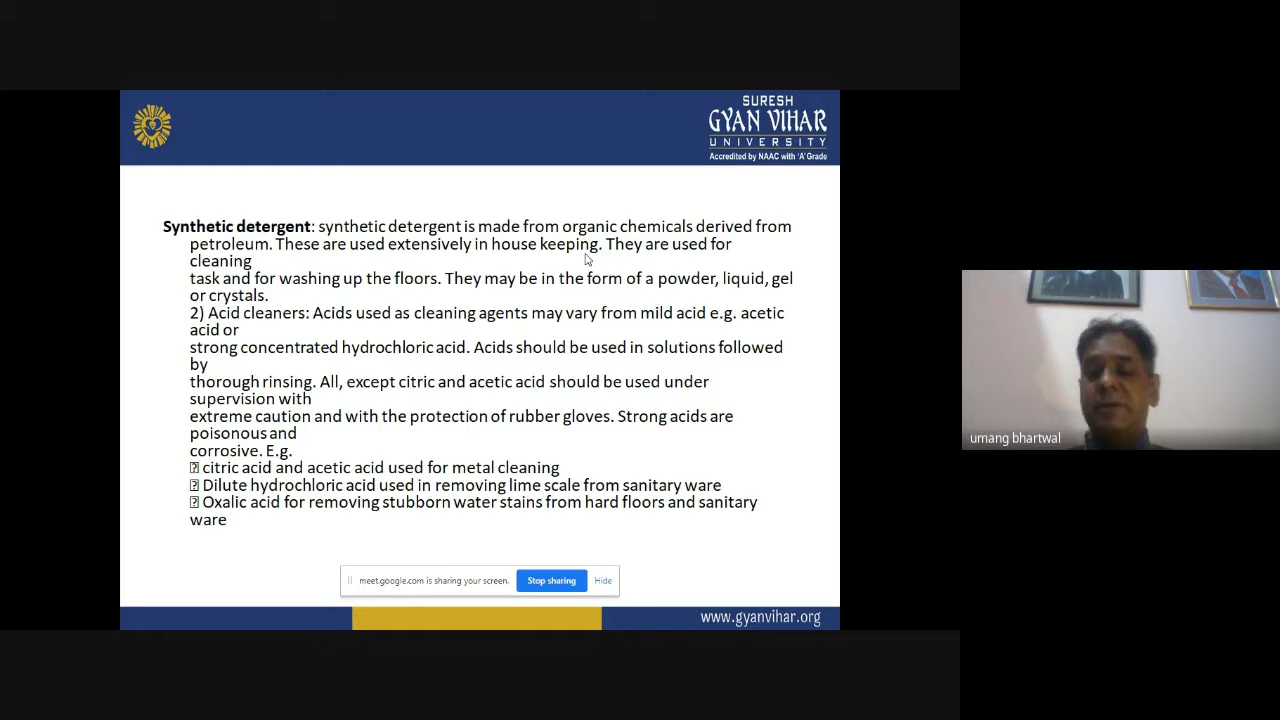 SURESH
GYAN VIHAR
UNIVERSITY
Accredited by NAAC with 'A' Grade
Synthetic detergent: synthetic detergent is made from organic chemicals derived from
petroleum. These are used extensively in house keeping. They are used for
cleaning
task and for washing up the floors. They may be in the form of a powder, liquid, gel
or crystals.
2) Acid cleaners: Acids used as cleaning agents may vary from mild acid e.g. acetic
acid or
strong concentrated hydrochloric acid. Acids should be used in solutions followed
by
thorough rinsing. All, except citric and acetic acid should be used under
supervision with
extreme caution and with the protection of rubber gloves. Strong acids are
poisonous and
corrosive. E.g.
citric acid and acetic acid used for metal cleaning
Dilute hydrochloric acid used in removing lime scale from sanitary ware
Oxalic acid for removing stubborn water stains from hard floors and sanitary
ware
meet.google.com is sharing your screen. Stop sharing Hide
www.gyanvihar.org
umang bhartwal